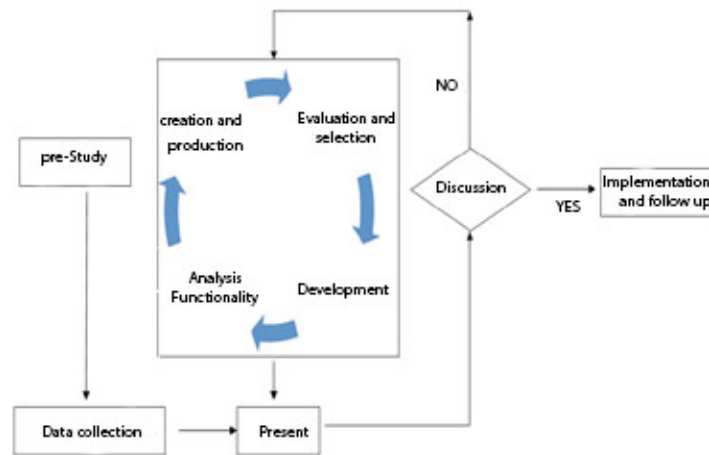 NO
creation and
production
Evaluation and
selection
pre-Study
Discussion
YES
Implementation
and follow up
Analysis
Functionality
Development
Data collection
Present